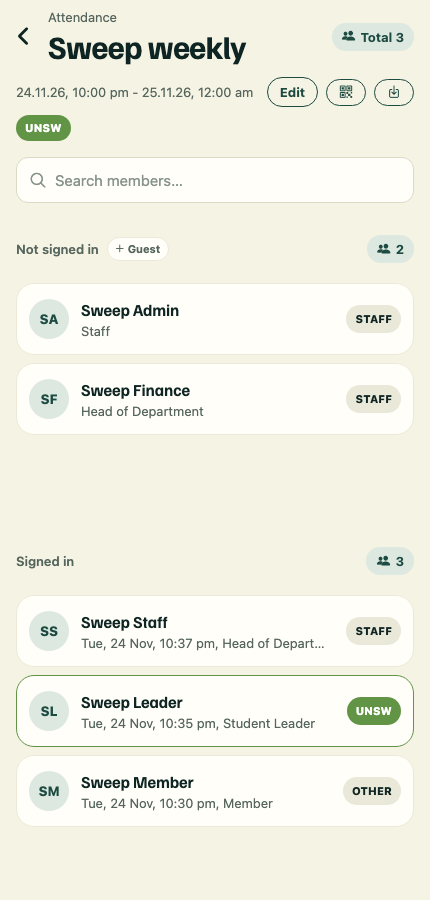 Attendance
Sweep weekly
Total 3
24.11.26, 10:00 pm - 25.11.26, 12:00 am
Edit
UNSW
Search members...
Not signed in
+ Guest
2
SA
Sweep Admin
Staff
STAFF
SF
Sweep Finance
Head of Department
STAFF
Signed in
3
SS
Sweep Staff
Tue, 24 Nov, 10:37 pm, Head of Depart...
STAFF
SL
Sweep Leader
Tue, 24 Nov, 10:35 pm, Student Leader
UNSW
SM
Sweep Member
Tue, 24 Nov, 10:30 pm, Member
OTHER